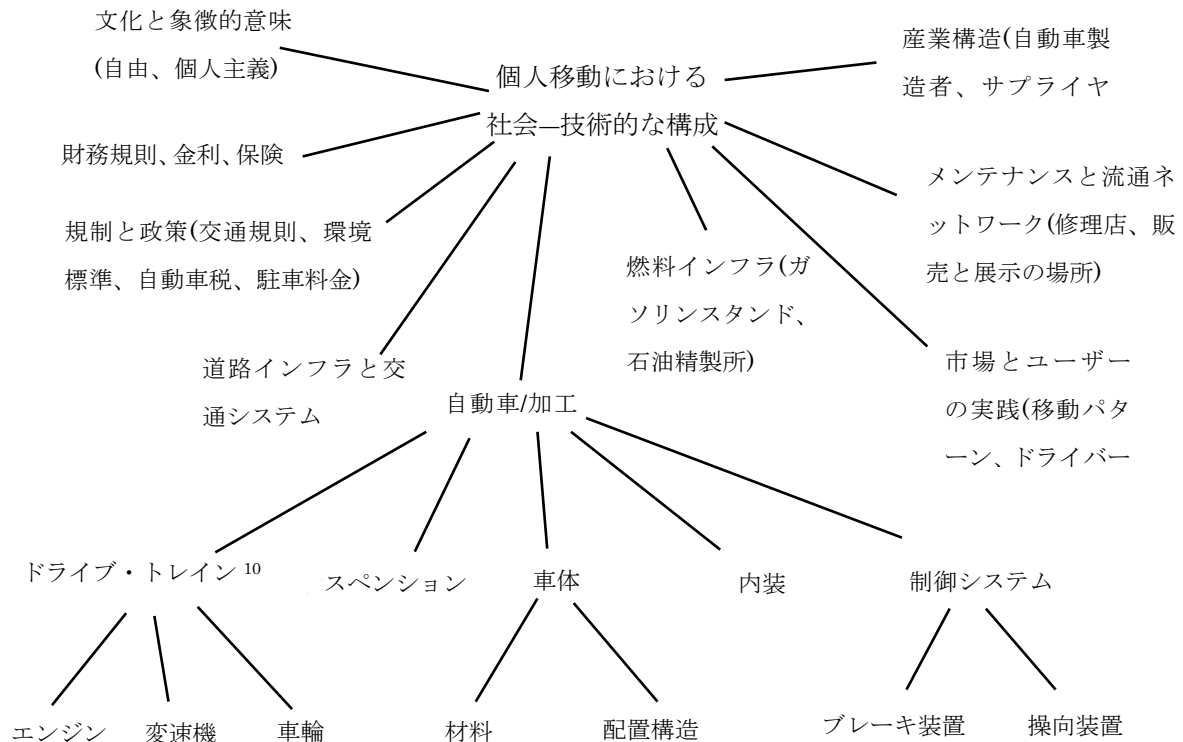 文化と象徴的意味
(自由、個人主義)
個人移動における
社会―技術的な構成
産業構造(自動車製
造者、サプライヤ
財務規則、金利、保険
メンテナンスと流通ネ
ットワーク(修理店、販
売と展示の場所)
規制と政策(交通規則、環境
標準、自動車税、駐車料金)
燃料インフラ(ガ
ソリンスタンド、
石油精製所)
道路インフラと交
通システム
市場とユーザー
の実践(移動パタ
ーン、ドライバー
自動車/加工
ドライブ・トレイン 10
スペンション
車体
内装
制御システム
エンジン
変速機
車輪
材料
配置構造
ブレーキ装置
操向装置